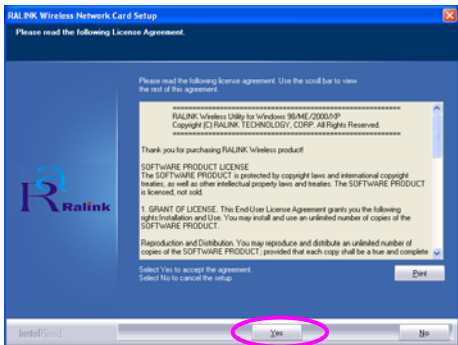 RALINK Wireless Network Card Setup
Please read the following License Agreement.
Please read the following license agreement. Use the scroll bar to view
the rest of this agreement.
===============================================
RALINK Wireless Utility for Windows 98/ME/2000/XP
Copyright (C) RALINK TECHNOLOGY, CORP. All Rights Reserved.
===============================================
Thank you for purchasing RALINK Wireless product!
SOFTWARE PRODUCT LICENSE
The SOFTWARE PRODUCT is protected by copyright laws and international copyright
treaties, as well as other intellectual property laws and treaties. The SOFTWARE PRODUCT
is licensed, not sold.
1. GRANT OF LICENSE. This End-User License Agreement grants you the following
rights:Installation and Use. You may install and use an unlimited number of copies of the
SOFTWARE PRODUCT.
Reproduction and Distribution. You may reproduce and distribute an unlimited number of
copies of the SOFTWARE PRODUCT; provided that each copy shall be a true and complete
Ralink
Select Yes to accept the agreement.
Select No to cancel the setup.
Print
InstallShield
Yes
No